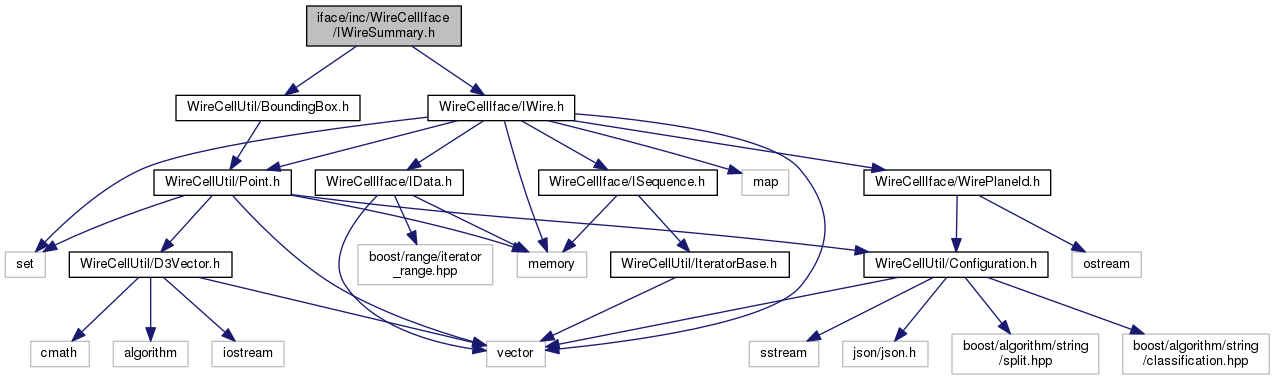 iface/inc/WireCellIface
/IWireSummary.h
WireCellUtil/BoundingBox.h
WireCellIface/IWire.h
WireCellUtil/Point.h
WireCellIface/IData.h
WireCellIface/ISequence.h
map
WireCellIface/WirePlaneId.h
set
WireCellUtil/D3Vector.h
boost/range/iterator
_range.hpp
memory
WireCellUtil/IteratorBase.h
WireCellUtil/Configuration.h
ostream
cmath
algorithm
iostream
vector
sstream
json/json.h
boost/algorithm/string
/split.hpp
boost/algorithm/string
/classification.hpp